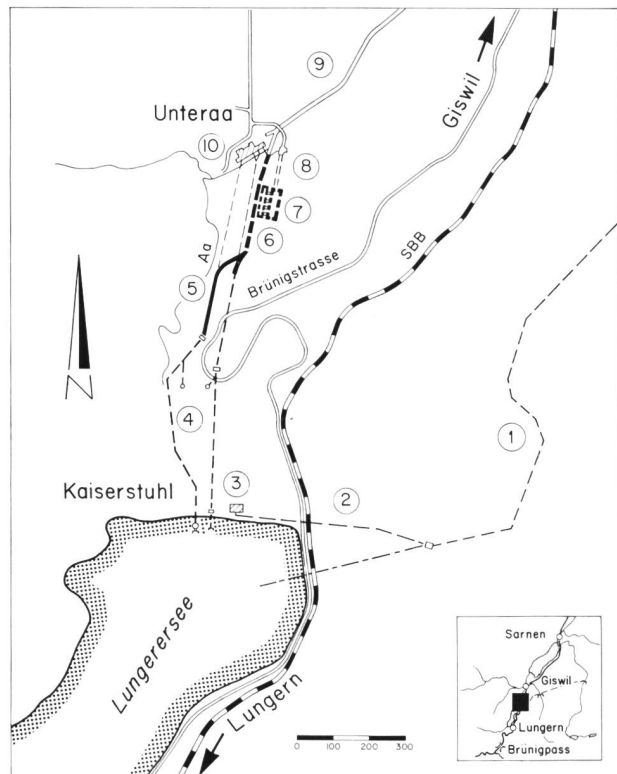 9
Giswil
Unteraa
10
8
7
6
Aa
SBB
5
Brünigstrasse
1
4
3
2
Kaiserstuhl
N
Lungerersee
Lungern
0 100 200 300
Sarnen
Giswil
Lungern
Brünigpass